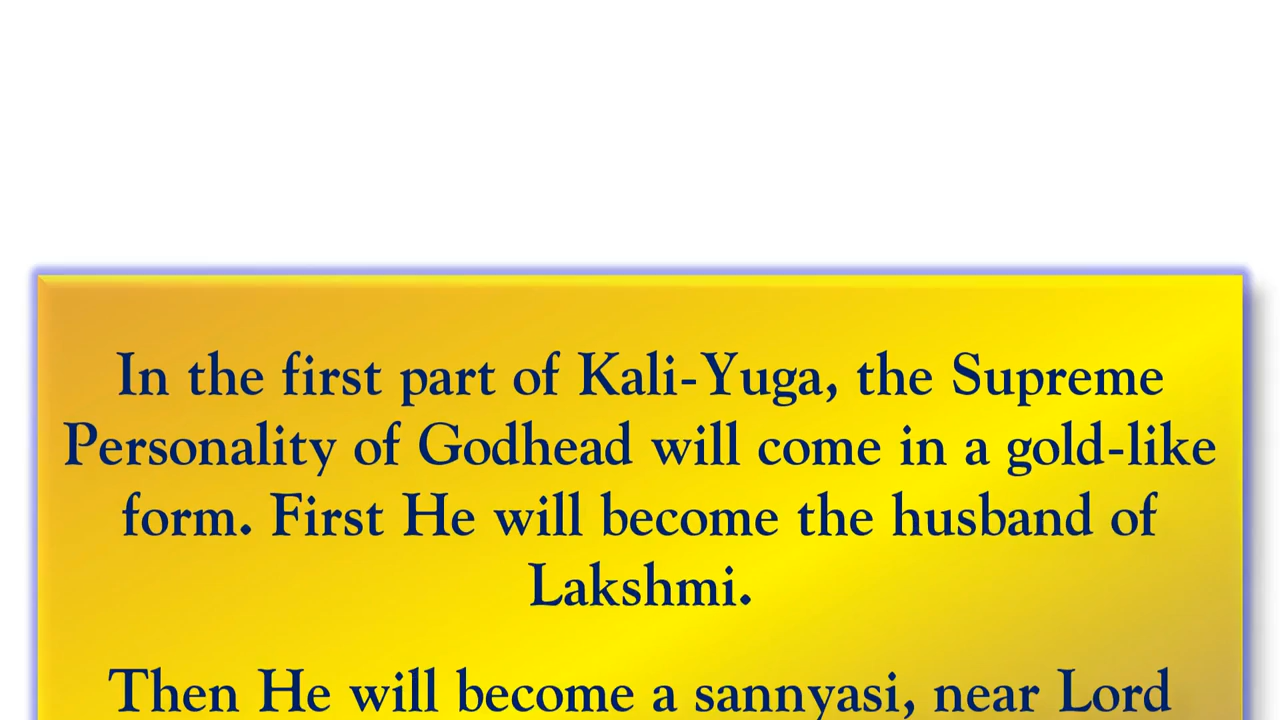 In the first part of Kali-Yuga, the Supreme
Personality of Godhead will come in a gold-like
form. First He will become the husband of
Lakshmi.
Then He will become a sannyasi, near Lord